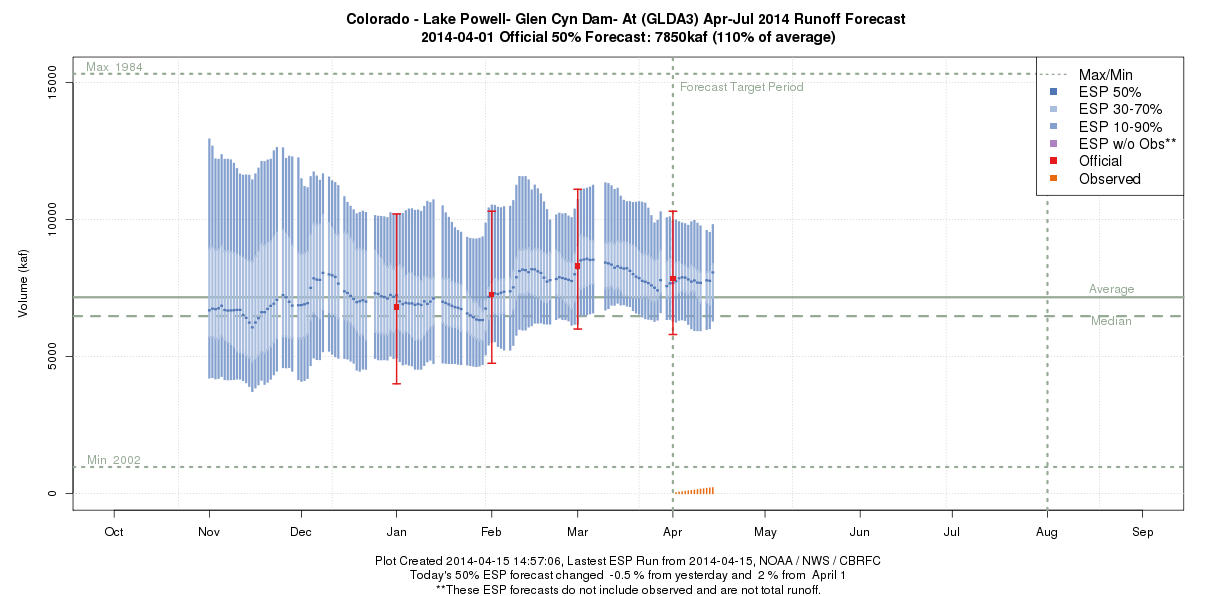 Colorado - Lake Powell- Glen Cyn Dam- At (GLDA3) Apr-Jul 2014 Runoff Forecast
2014-04-01 Official 50% Forecast: 7850kaf (110% of average)
Max 1984
Forecast Target Period
Max/Min
ESP 50%
ESP 30-70%
ESP 10-90%
ESP w/o Obs**
Official
Observed
Average
Median
Min 2002
Volume (kaf)
15000
10000
5000
0
Oct Nov Dec Jan Feb Mar Apr May Jun Jul Aug Sep
Plot Created 2014-04-15 14:57:06, Lastest ESP Run from 2014-04-15, NOAA / NWS / CBRFC
Today's 50% ESP forecast changed -0.5 % from yesterday and 2 % from April 1
**These ESP forecasts do not include observed and are not total runoff.